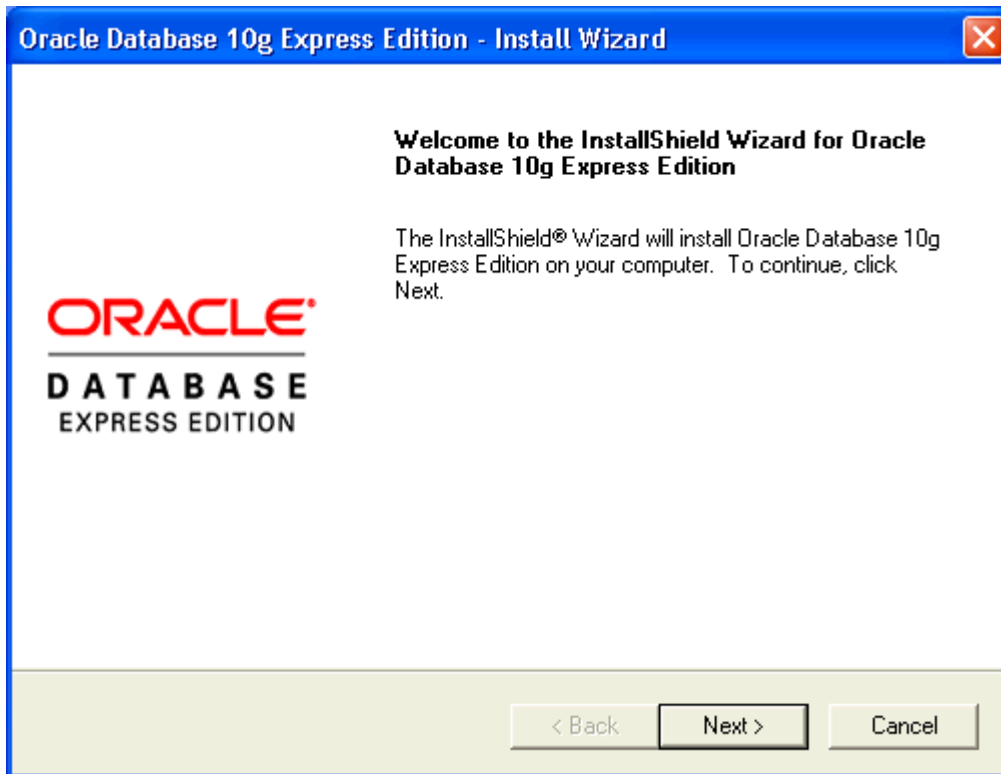 Oracle Database 10g Express Edition - Install Wizard
Welcome to the InstallShield Wizard for Oracle
Database 10g Express Edition
The InstallShield® Wizard will install Oracle Database 10g
Express Edition on your computer. To continue, click
Next.
ORACLE®
DATABASE
EXPRESS EDITION
< Back
Next >
Cancel